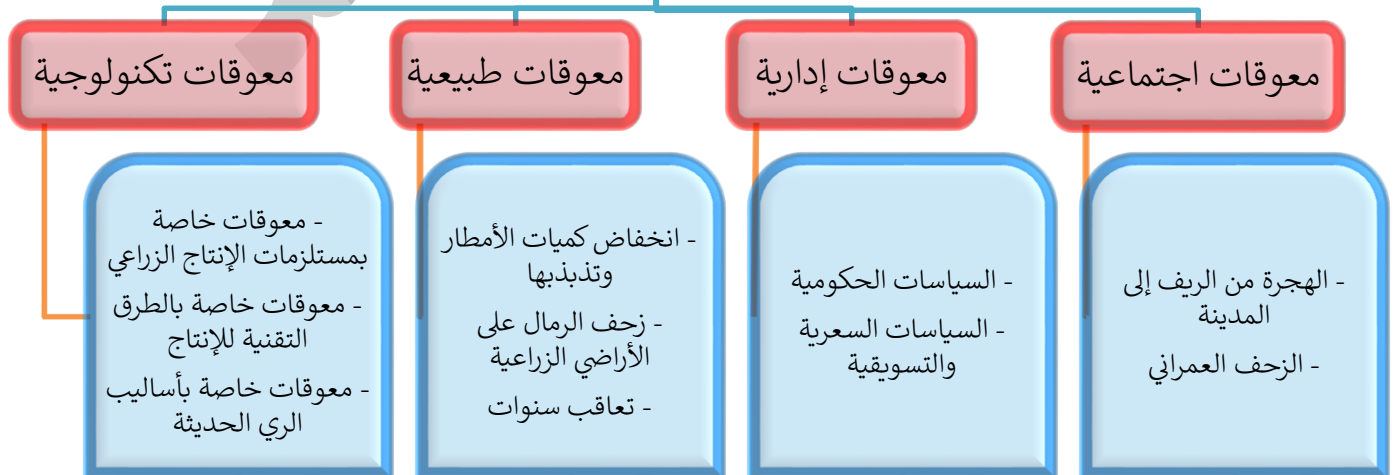 معوقات اجتماعية
معوقات إدارية
معوقات طبيعية
معوقات تكنولوجية
- الهجرة من الريف إلى
المدينة
- الزحف العمراني
- السياسات الحكومية
- السياسات السعرية
والتسويقية
- انخفاض كميات الأمطار
وتذبذبها
- زحف الرمال على
الأراضي الزراعية
- تعاقب سنوات
- معوقات خاصة
بمستلزمات الإنتاج الزراعي
- معوقات خاصة بالطرق
التقنية للإنتاج
- معوقات خاصة بأساليب
الري الحديثة